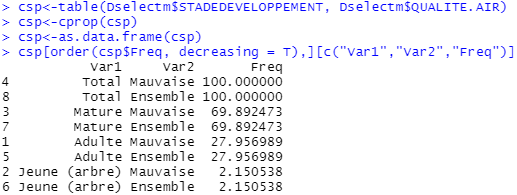 > csp<-table(Dselectm$STADEDEVELOPPEMENT, Dselectm$QUALITE.AIR)
> csp<-cprop(csp)
> csp<-as.data.frame(csp)
> csp[order(csp$Freq, decreasing = T),][c("Var1","Var2","Freq")]
Var1 Var2 Freq
4 Total Mauvaise 100.000000
8 Total Ensemble 100.000000
3 Mature Mauvaise 69.892473
7 Mature Ensemble 69.892473
1 Adulte Mauvaise 27.956989
5 Adulte Ensemble 27.956989
2 Jeune (arbre) Mauvaise 2.150538
6 Jeune (arbre) Ensemble 2.150538